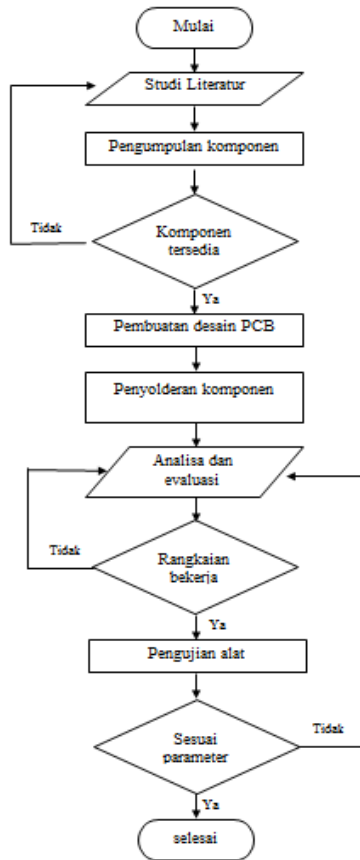 Mulai
Studi Literatur
Pengumpulan komponen
Tidak
Komponen
tersedia
Ya
Pembuatan desain PCB
Penyolderan komponen
Analisa dan
evaluasi
Tidak
Rangkaian
bekerja
Ya
Pengujian alat
Tidak
Sesuai
parameter
Ya
selesai